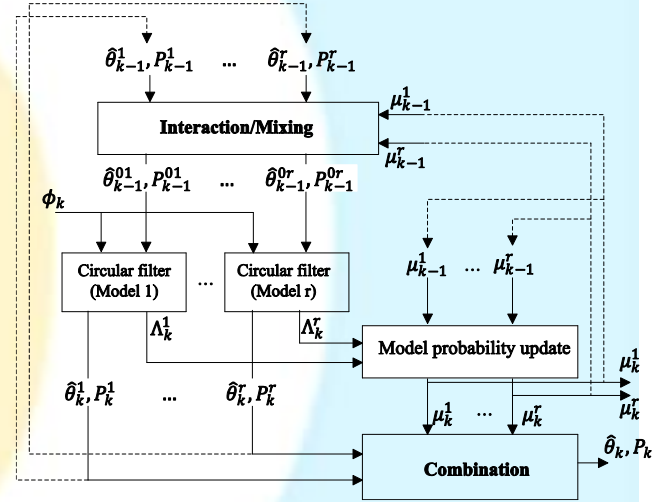 θ̂¹ₖ₋₁, P¹ₖ₋₁ ... θ̂ʳₖ₋₁, Pʳₖ₋₁
μ¹ₖ₋₁
Interaction/Mixing
μʳₖ₋₁
θ̂⁰¹ₖ₋₁, P⁰¹ₖ₋₁ ... θ̂⁰ʳₖ₋₁, P⁰ʳₖ₋₁
ϕₖ
μ¹ₖ₋₁ ... μʳₖ₋₁
Circular filter
(Model 1)
...
Circular filter
(Model r)
Λ¹ₖ
Λʳₖ
Model probability update
μ¹ₖ
θ̂¹ₖ, P¹ₖ ... θ̂ʳₖ, Pʳₖ
μʳₖ
μ¹ₖ ... μʳₖ
Combination
θ̂ₖ, Pₖ